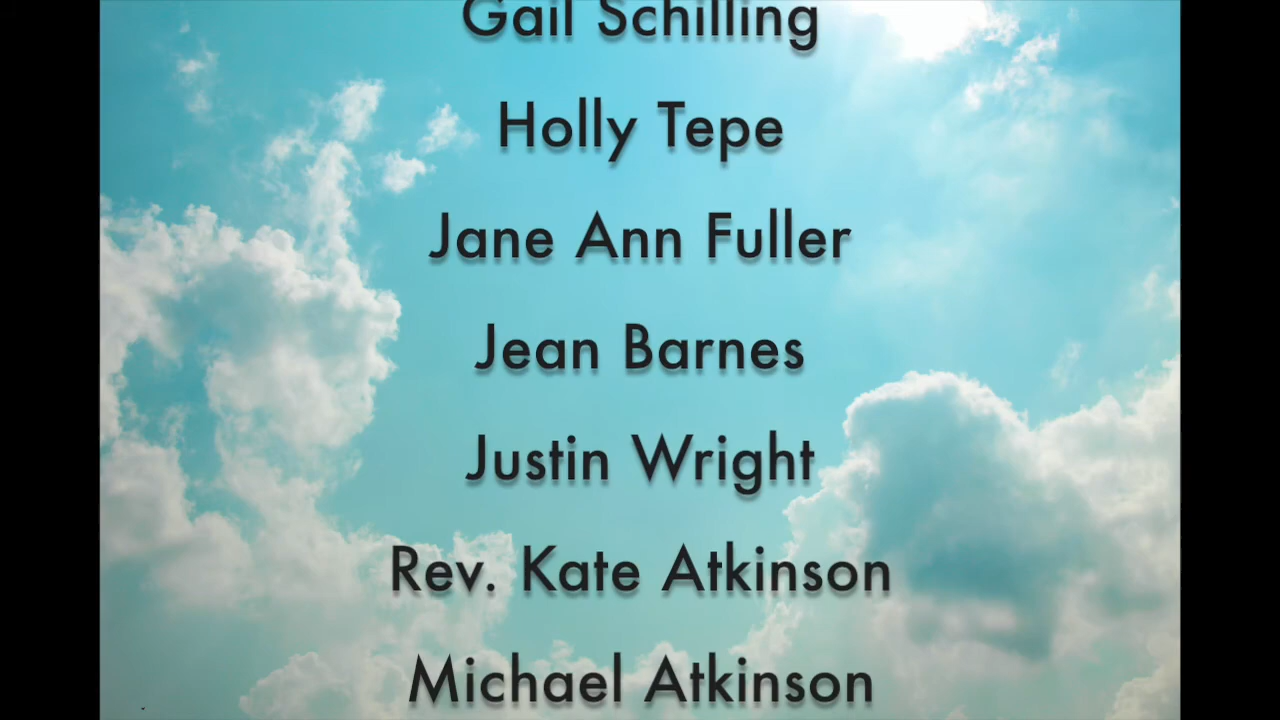 Gail Schilling
Holly Tepe
Jane Ann Fuller
Jean Barnes
Justin Wright
Rev. Kate Atkinson
Michael Atkinson